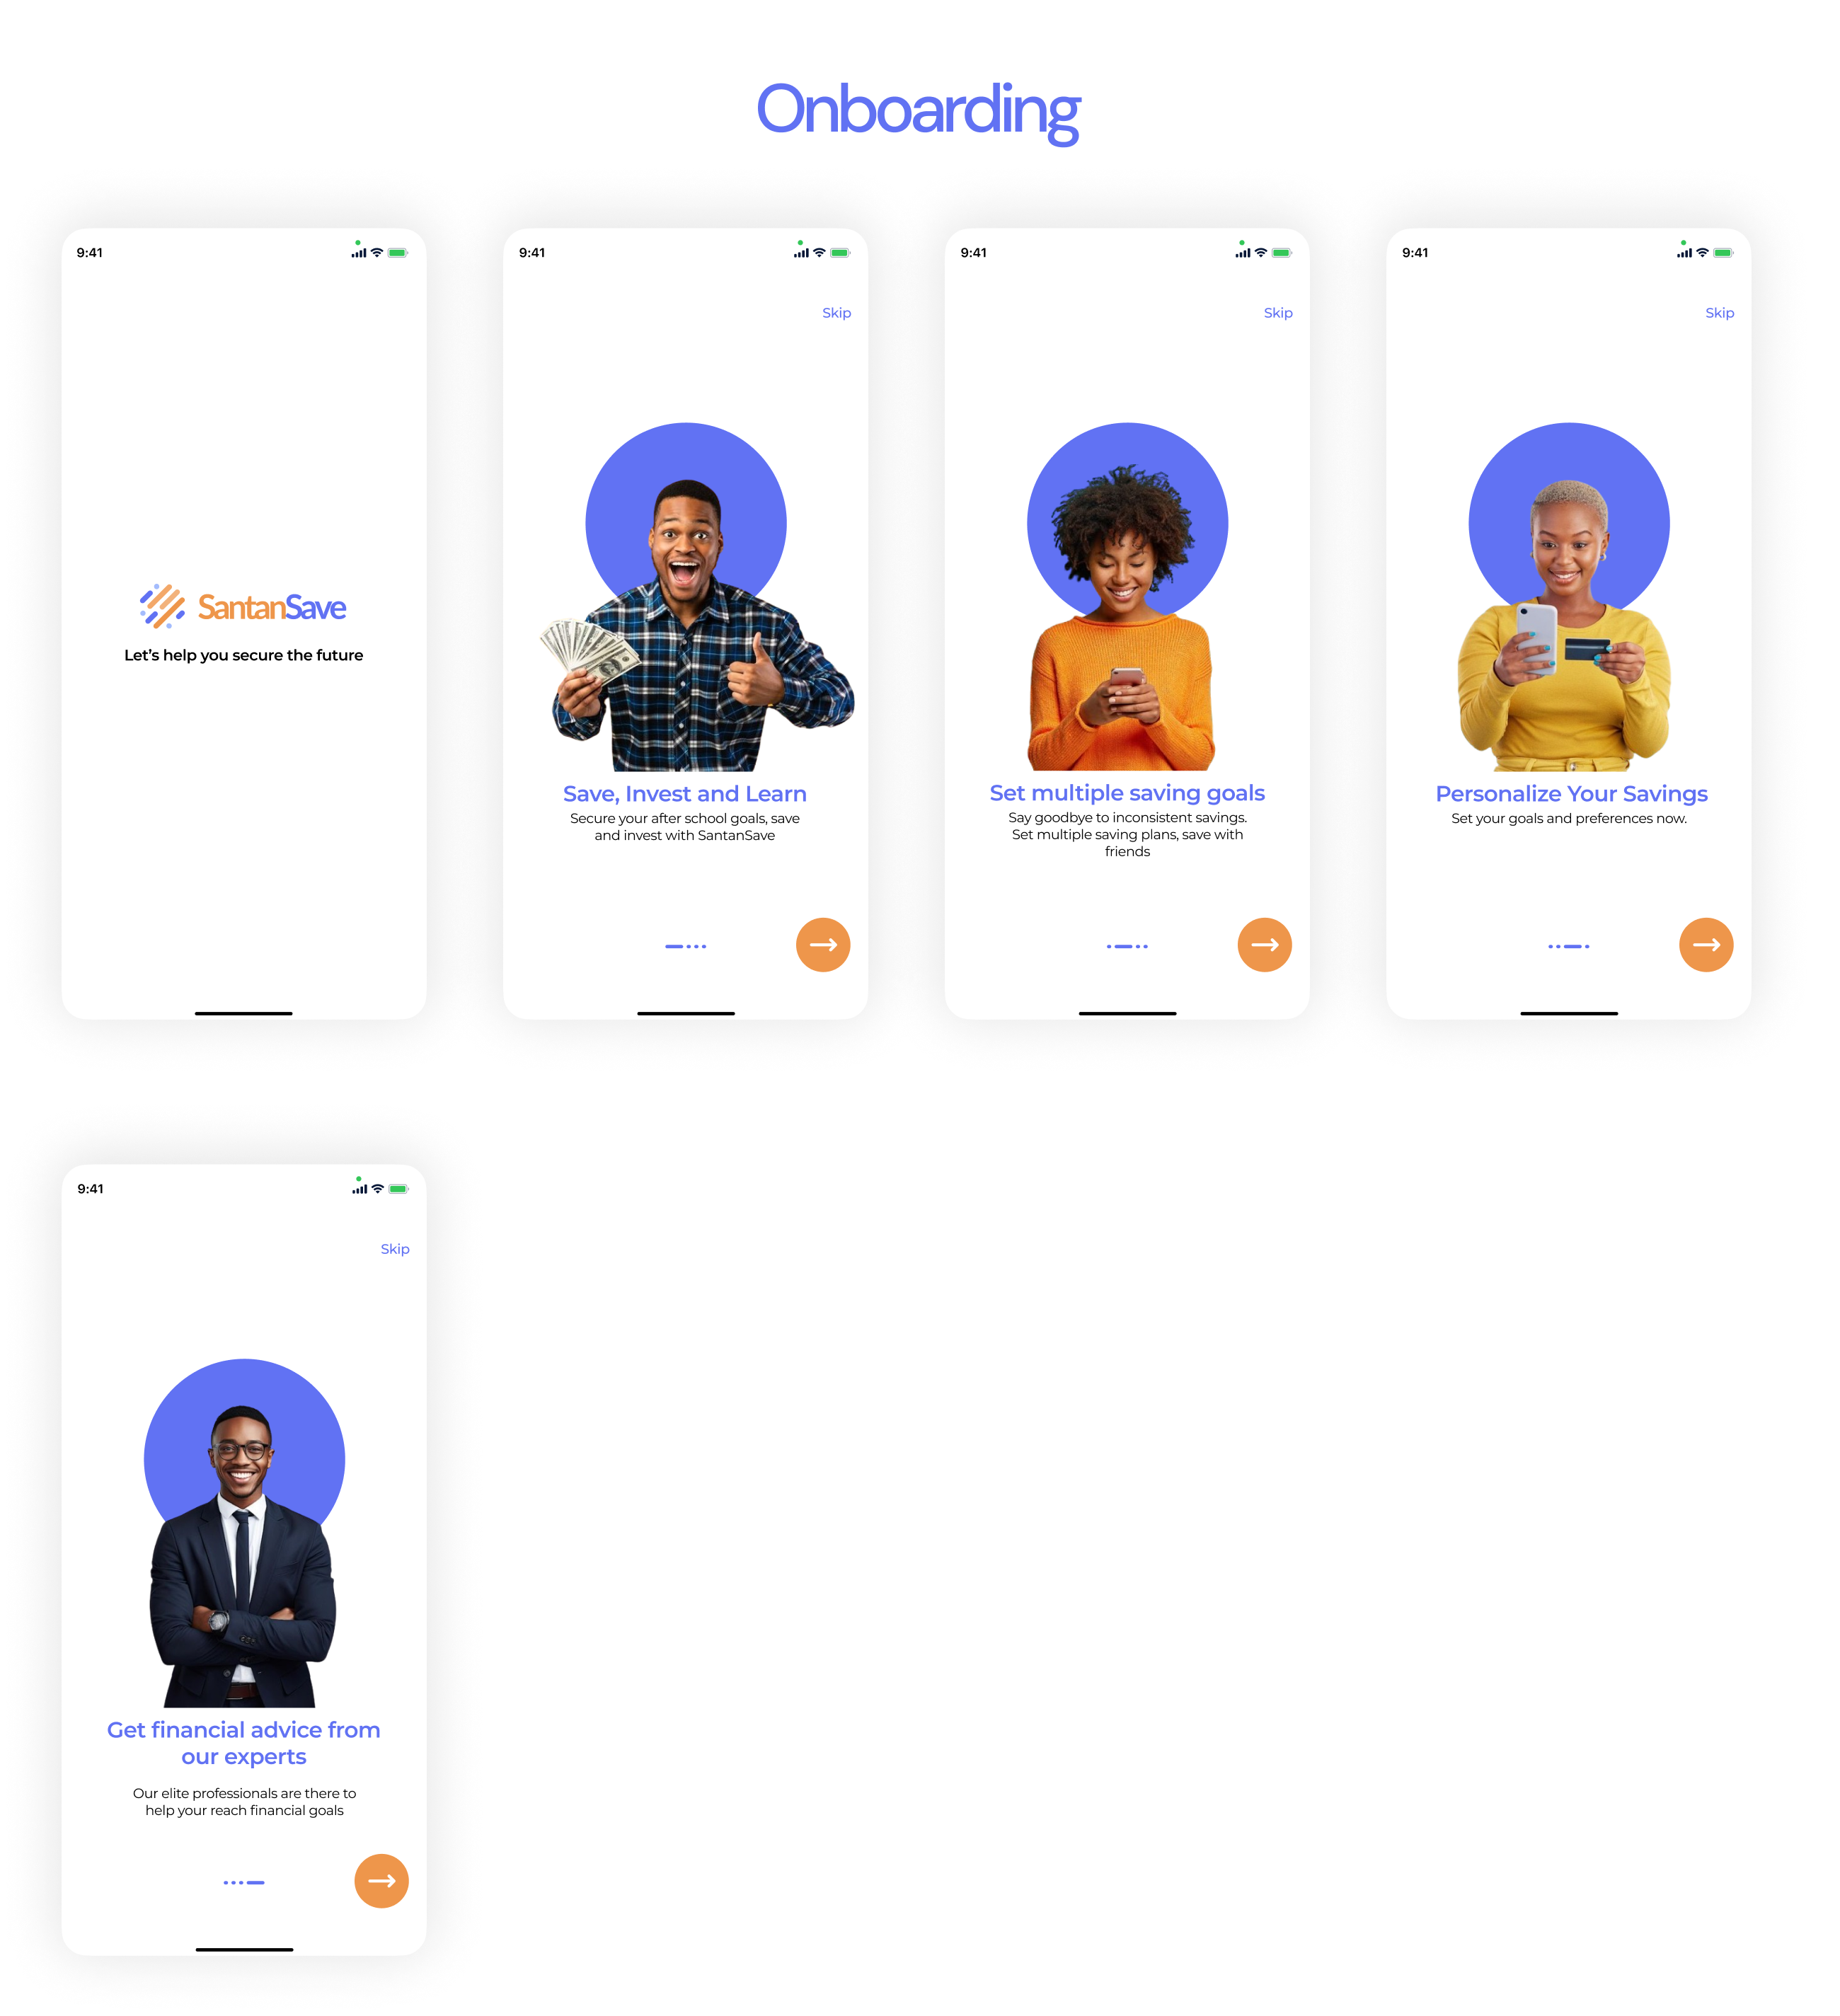 Onboarding
9:41
SantanSave
Let's help you secure the future
9:41
Skip
Save, Invest and Learn
Secure your after school goals, save
and invest with SantanSave
9:41
Skip
Set multiple saving goals
Say goodbye to inconsistent savings.
Set multiple saving plans, save with
friends
9:41
Skip
Personalize Your Savings
Set your goals and preferences now.
9:41
Skip
Get financial advice from
our experts
Our elite professionals are there to
help your reach financial goals